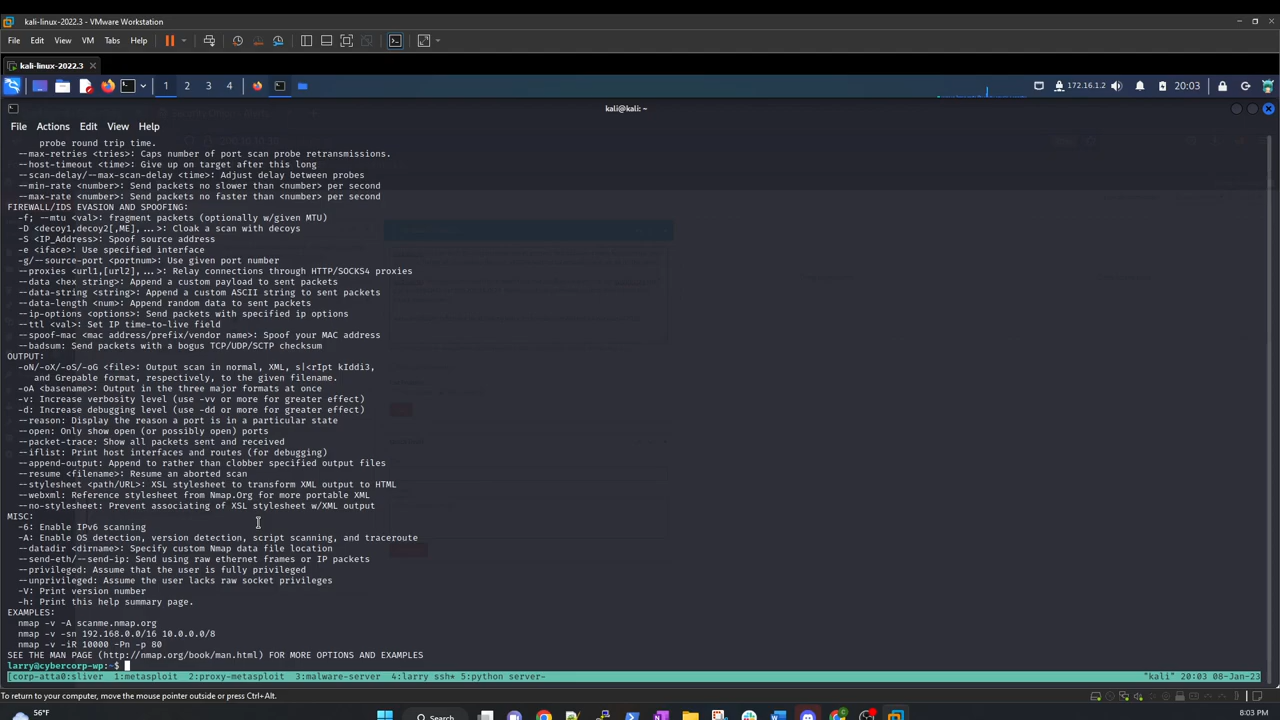 kali-linux-2022.3 - VMware Workstation
File Edit View VM Tabs Help
kali-linux-2022.3
1 2 3 4
172.16.1.2 20:03
kali@kali: ~
File Actions Edit View Help
probe round trip time.
--max-retries <tries>: Caps number of port scan probe retransmissions.
--host-timeout <time>: Give up on target after this long
--scan-delay/--max-scan-delay <time>: Adjust delay between probes
--min-rate <number>: Send packets no slower than <number> per second
--max-rate <number>: Send packets no faster than <number> per second
FIREWALL/IDS EVASION AND SPOOFING:
-f; --mtu <val>: fragment packets (optionally w/given MTU)
-D <decoy1,decoy2[,ME],...>: Cloak a scan with decoys
-S <IP_Address>: Spoof source address
-e <iface>: Use specified interface
-g/--source-port <portnum>: Use given port number
--proxies <url1,[url2],...>: Relay connections through HTTP/SOCKS4 proxies
--data <hex string>: Append a custom payload to sent packets
--data-string <string>: Append a custom ASCII string to sent packets
--data-length <num>: Append random data to sent packets
--ip-options <options>: Send packets with specified ip options
--ttl <val>: Set IP time-to-live field
--spoof-mac <mac address/prefix/vendor name>: Spoof your MAC address
--badsum: Send packets with a bogus TCP/UDP/SCTP checksum
OUTPUT:
-oN/-oX/-oS/-oG <file>: Output scan in normal, XML, s|<rIpt kIddi3,
and Grepable format, respectively, to the given filename.
-oA <basename>: Output in the three major formats at once
-v: Increase verbosity level (use -vv or more for greater effect)
-d: Increase debugging level (use -dd or more for greater effect)
--reason: Display the reason a port is in a particular state
--open: Only show open (or possibly open) ports
--packet-trace: Show all packets sent and received
--iflist: Print host interfaces and routes (for debugging)
--append-output: Append to rather than clobber specified output files
--resume <filename>: Resume an aborted scan
--stylesheet <path/URL>: XSL stylesheet to transform XML output to HTML
--webxml: Reference stylesheet from Nmap.Org for more portable XML
--no-stylesheet: Prevent associating of XSL stylesheet w/XML output
MISC:
-6: Enable IPv6 scanning
-A: Enable OS detection, version detection, script scanning, and traceroute
--datadir <dirname>: Specify custom Nmap data file location
--send-eth/--send-ip: Send using raw ethernet frames or IP packets
--privileged: Assume that the user is fully privileged
--unprivileged: Assume the user lacks raw socket privileges
-V: Print version number
-h: Print this help summary page.
EXAMPLES:
nmap -v -A scanme.nmap.org
nmap -v -sn 192.168.0.0/16 10.0.0.0/8
nmap -v -iR 10000 -Pn -p 80
SEE THE MAN PAGE (http://nmap.org/book/man.html) FOR MORE OPTIONS AND EXAMPLES
larry@cybercorp-wp:~$
[corp-atta0:sliver 1:metasploit 2:proxy-metasploit 3:malware-server 4:larry ssh* 5:python server- "kali" 20:03 08-Jan-23
To return to your computer, move the mouse pointer outside or press Ctrl+Alt.
56°F
Search
8:03 PM